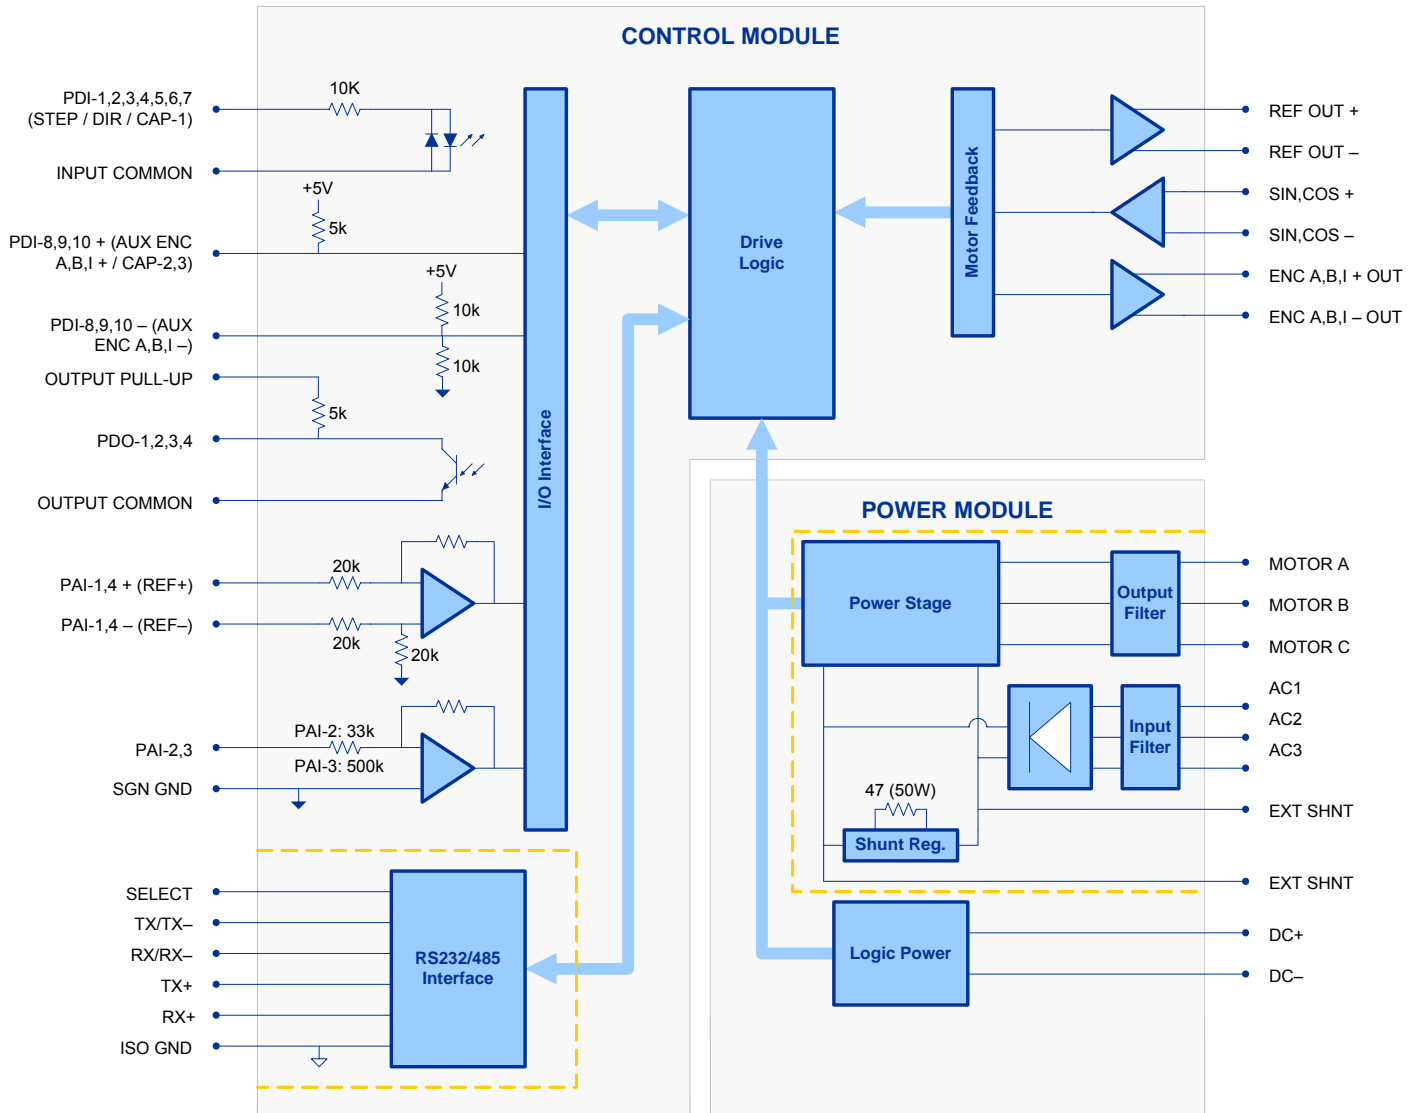 CONTROL MODULE
PDI-1,2,3,4,5,6,7
(STEP / DIR / CAP-1)
10K
INPUT COMMON
+5V
5k
PDI-8,9,10 + (AUX ENC
A,B,I + / CAP-2,3)
+5V
10k
PDI-8,9,10 – (AUX
ENC A,B,I –)
10k
OUTPUT PULL-UP
5k
PDO-1,2,3,4
OUTPUT COMMON
PAI-1,4 + (REF+)
20k
PAI-1,4 – (REF–)
20k
20k
PAI-2,3
PAI-2: 33k
PAI-3: 500k
SGN GND
I/O Interface
SELECT
TX/TX–
RX/RX–
TX+
RX+
ISO GND
RS232/485
Interface
Drive
Logic
Motor Feedback
REF OUT +
REF OUT –
SIN,COS +
SIN,COS –
ENC A,B,I + OUT
ENC A,B,I – OUT
POWER MODULE
Power Stage
Output
Filter
MOTOR A
MOTOR B
MOTOR C
Input
Filter
AC1
AC2
AC3
47 (50W)
Shunt Reg.
EXT SHNT
EXT SHNT
Logic Power
DC+
DC–